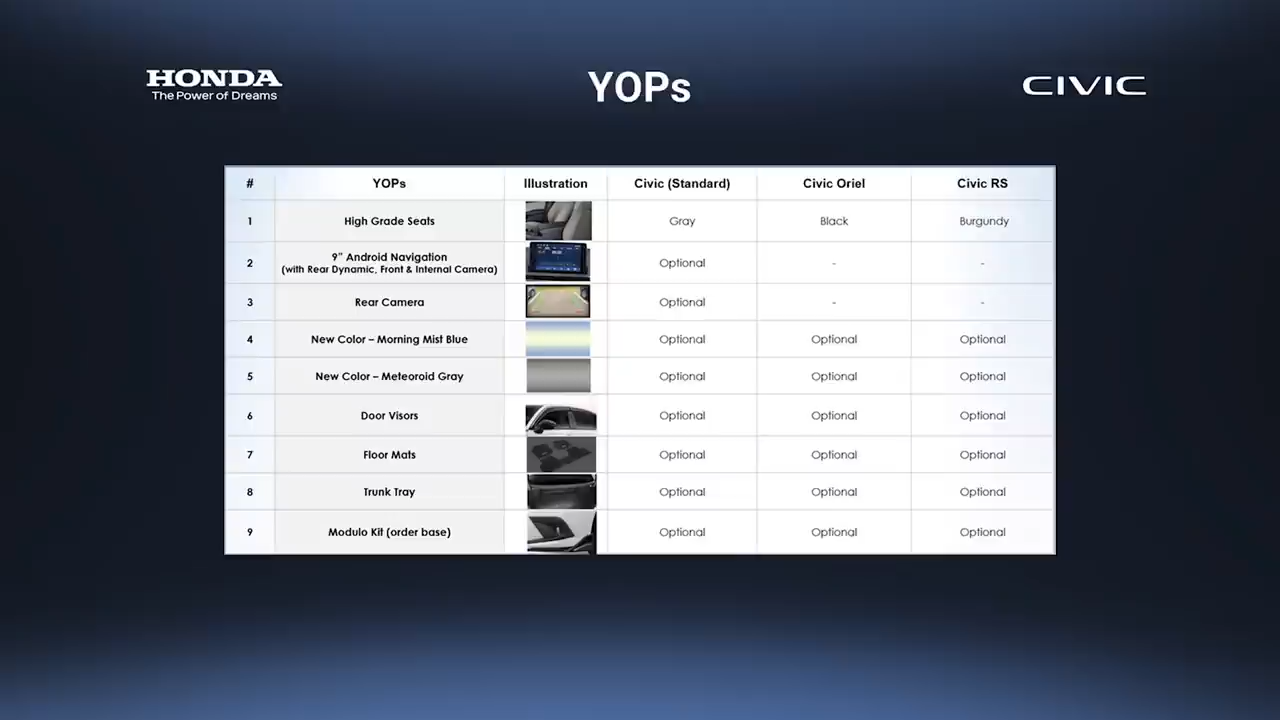 HONDA
The Power of Dreams
YOPs
CIVIC
# YOPs Illustration Civic (Standard) Civic Oriel Civic RS
1 High Grade Seats Gray Black Burgundy
2 9" Android Navigation (with Rear Dynamic, Front & Internal Camera) Optional - -
3 Rear Camera Optional - -
4 New Color – Morning Mist Blue Optional Optional Optional
5 New Color – Meteoroid Gray Optional Optional Optional
6 Door Visors Optional Optional Optional
7 Floor Mats Optional Optional Optional
8 Trunk Tray Optional Optional Optional
9 Modulo Kit (order base) Optional Optional Optional